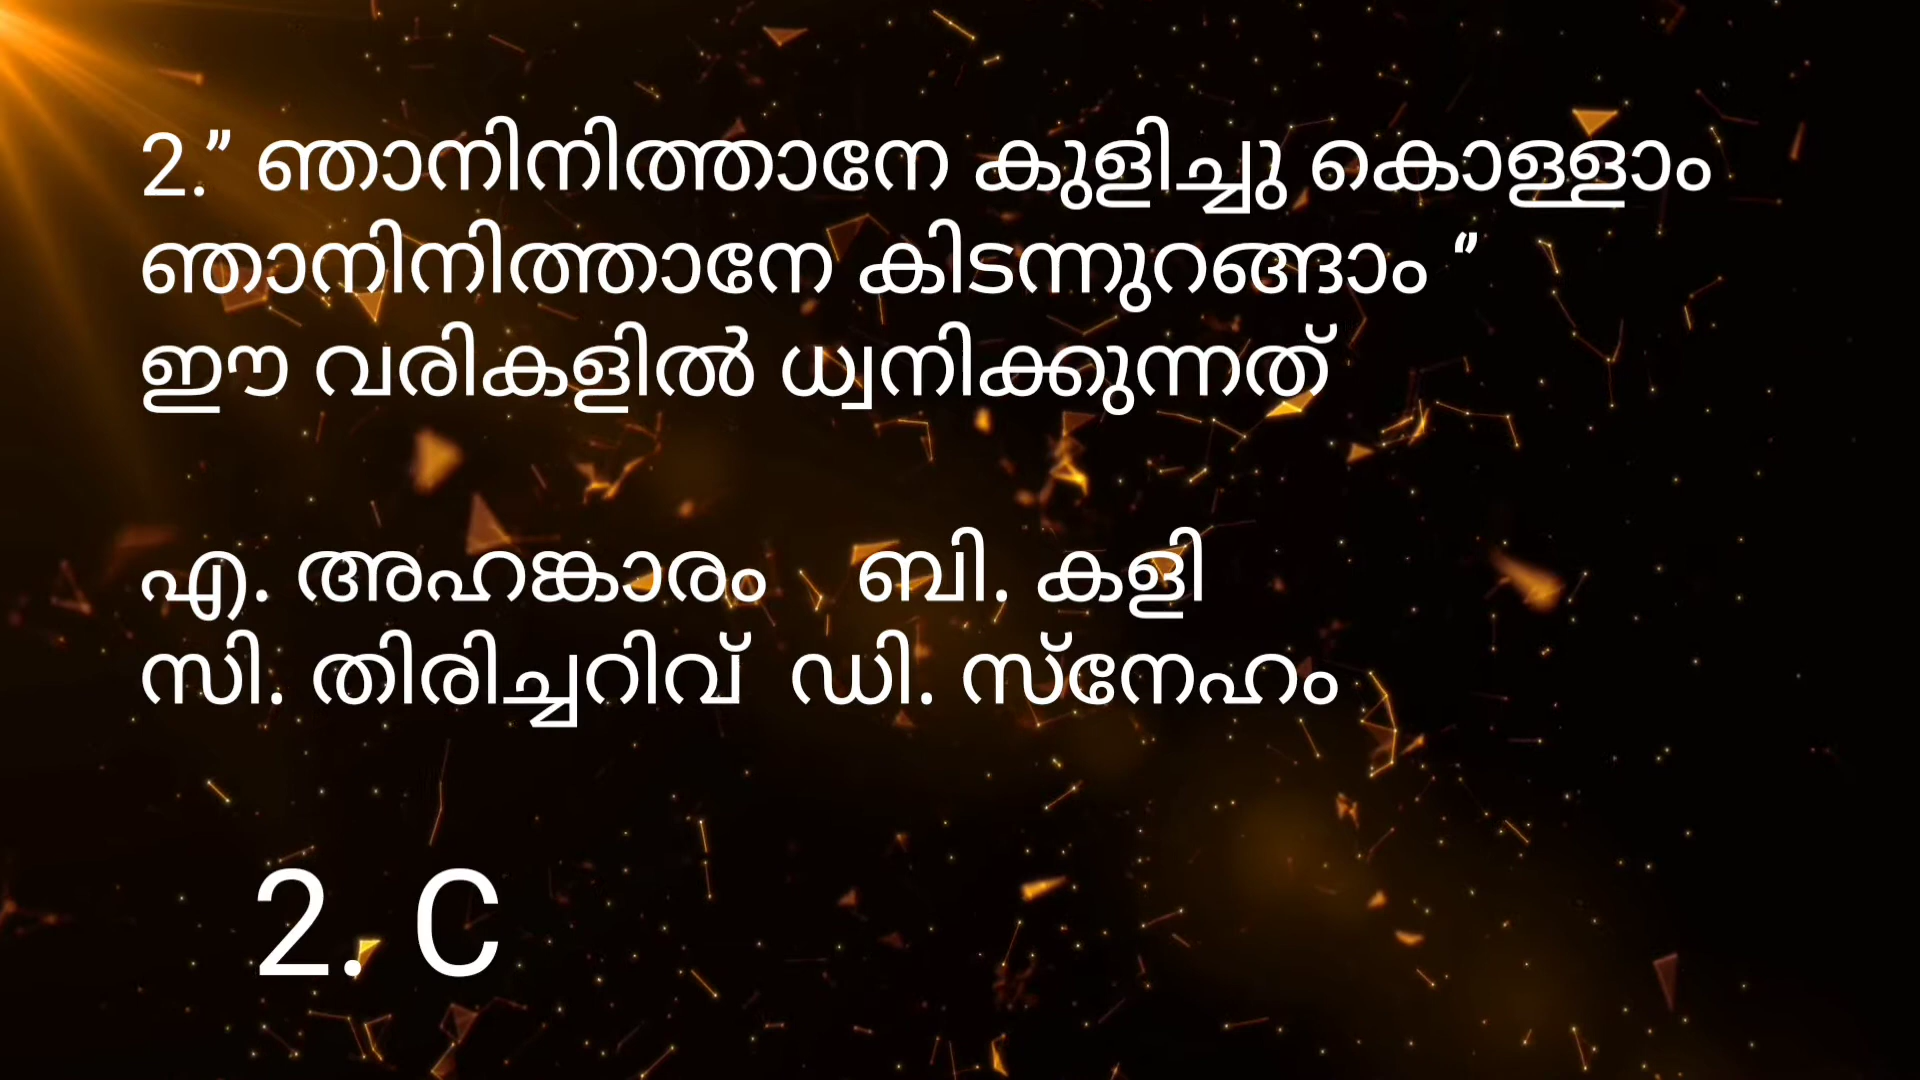 2.” ഞാനിനിത്താനേ കുളിച്ചു കൊള്ളാം
ഞാനിനിത്താനേ കിടന്നുറങ്ങാം “
ഈ വരികളിൽ ധ്വനിക്കുന്നത്
എ. അഹങ്കാരം ബി. കളി
സി. തിരിച്ചറിവ് ഡി. സ്നേഹം
2. C